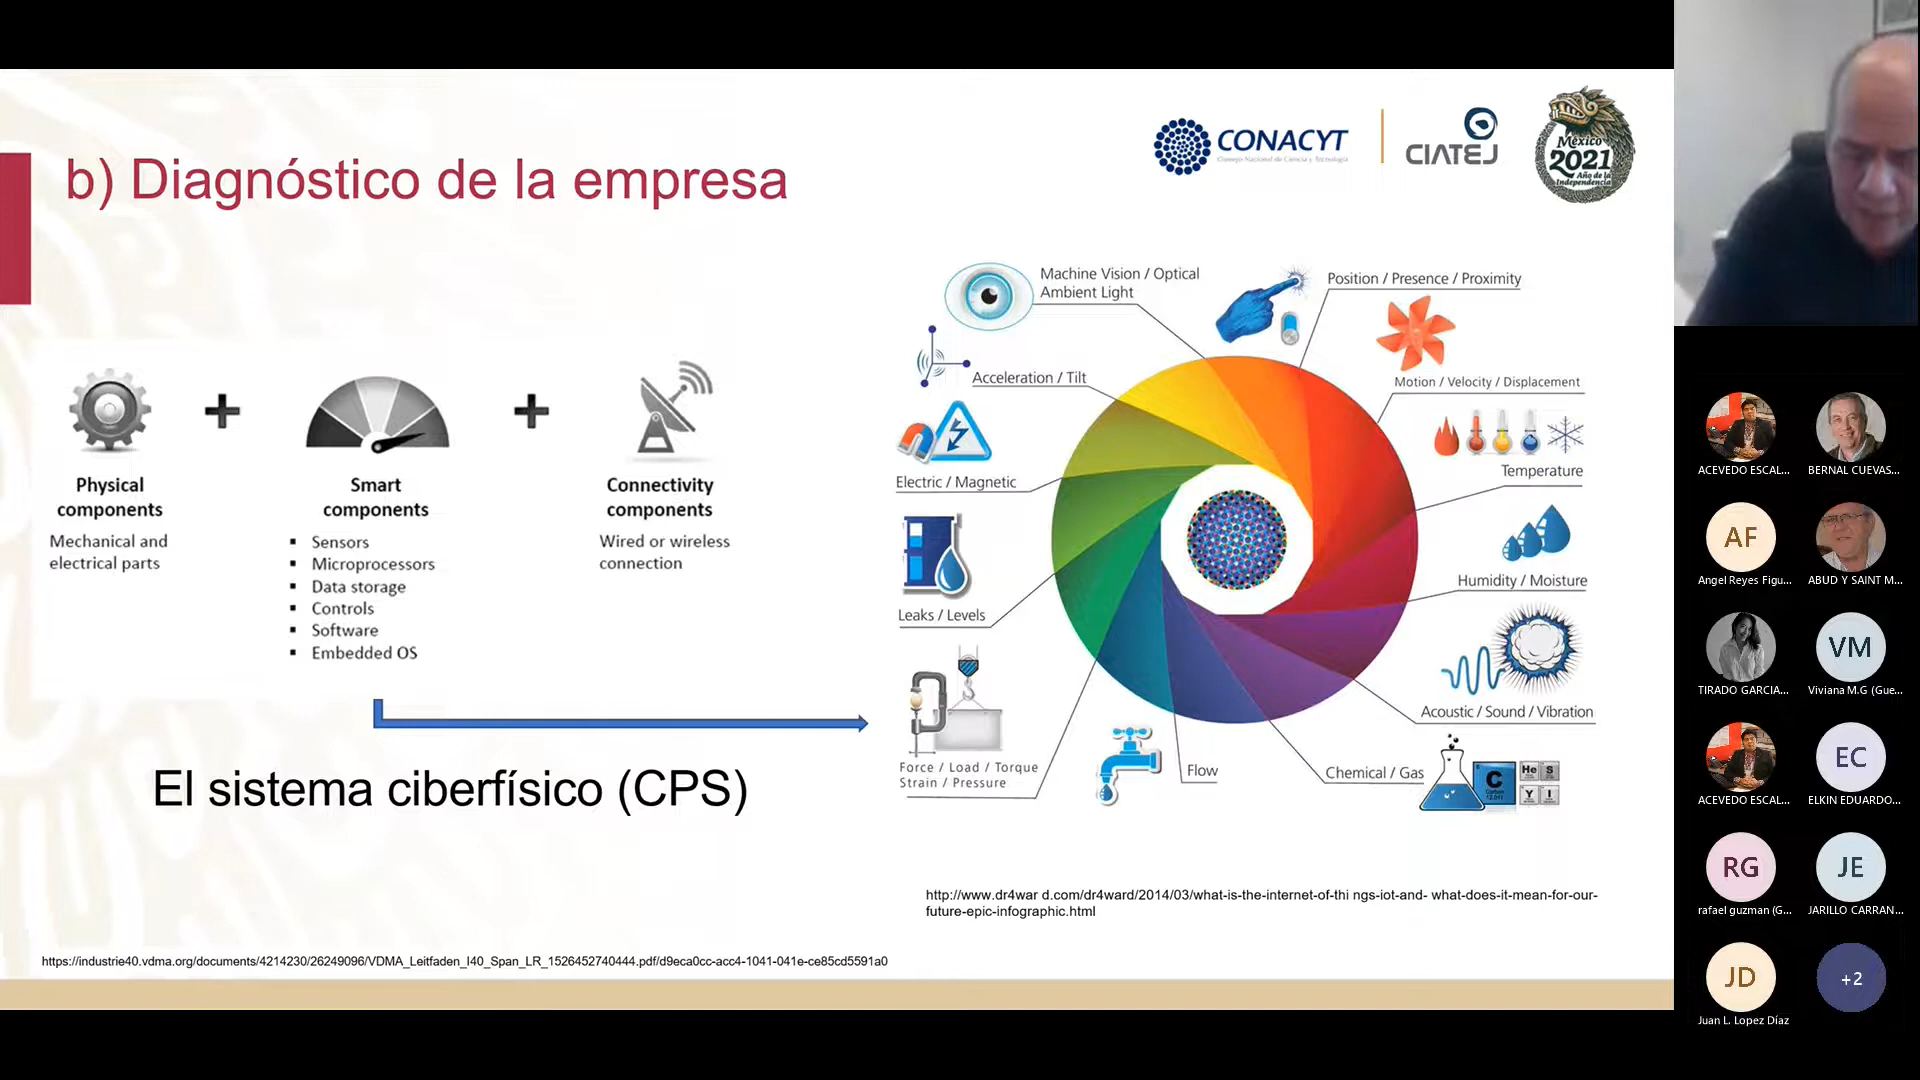 b) Diagnóstico de la empresa
CONACYT
Consejo Nacional de Ciencia y Tecnología
CIATEJ
México
2021
Año de la
Independencia
Physical
components
Mechanical and
electrical parts
Smart
components
Sensors
Microprocessors
Data storage
Controls
Software
Embedded OS
Connectivity
components
Wired or wireless
connection
El sistema ciberfísico (CPS)
Machine Vision / Optical
Ambient Light
Position / Presence / Proximity
Acceleration / Tilt
Motion / Velocity / Displacement
Electric / Magnetic
Temperature
Leaks / Levels
Humidity / Moisture
Force / Load / Torque
Strain / Pressure
Flow
Chemical / Gas
Acoustic / Sound / Vibration
C
Carbon
He
S
Y
I
http://www.dr4war d.com/dr4ward/2014/03/what-is-the-internet-of-thi ngs-iot-and- what-does-it-mean-for-our-
future-epic-infographic.html
https://industrie40.vdma.org/documents/4214230/26249096/VDMA_Leitfaden_I40_Span_LR_1526452740444.pdf/d9eca0cc-acc4-1041-041e-ce85cd5591a0
ACEVEDO ESCAL...
BERNAL CUEVAS...
AF
Angel Reyes Figu...
ABUD Y SAINT M...
TIRADO GARCIA...
VM
Viviana M.G (Gue...
ACEVEDO ESCAL...
EC
ELKIN EDUARDO...
RG
rafael guzman (G...
JE
JARILLO CARRAN...
JD
Juan L. Lopez Díaz
+2